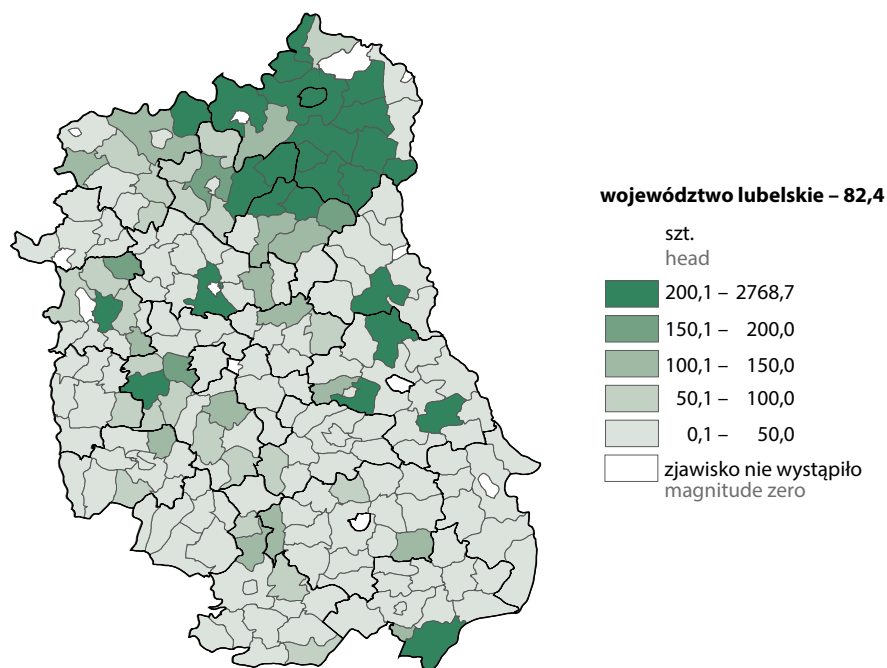 województwo lubelskie – 82,4
szt.
head
200,1 – 2768,7
150,1 – 200,0
100,1 – 150,0
50,1 – 100,0
0,1 – 50,0
zjawisko nie wystąpiło
magnitude zero